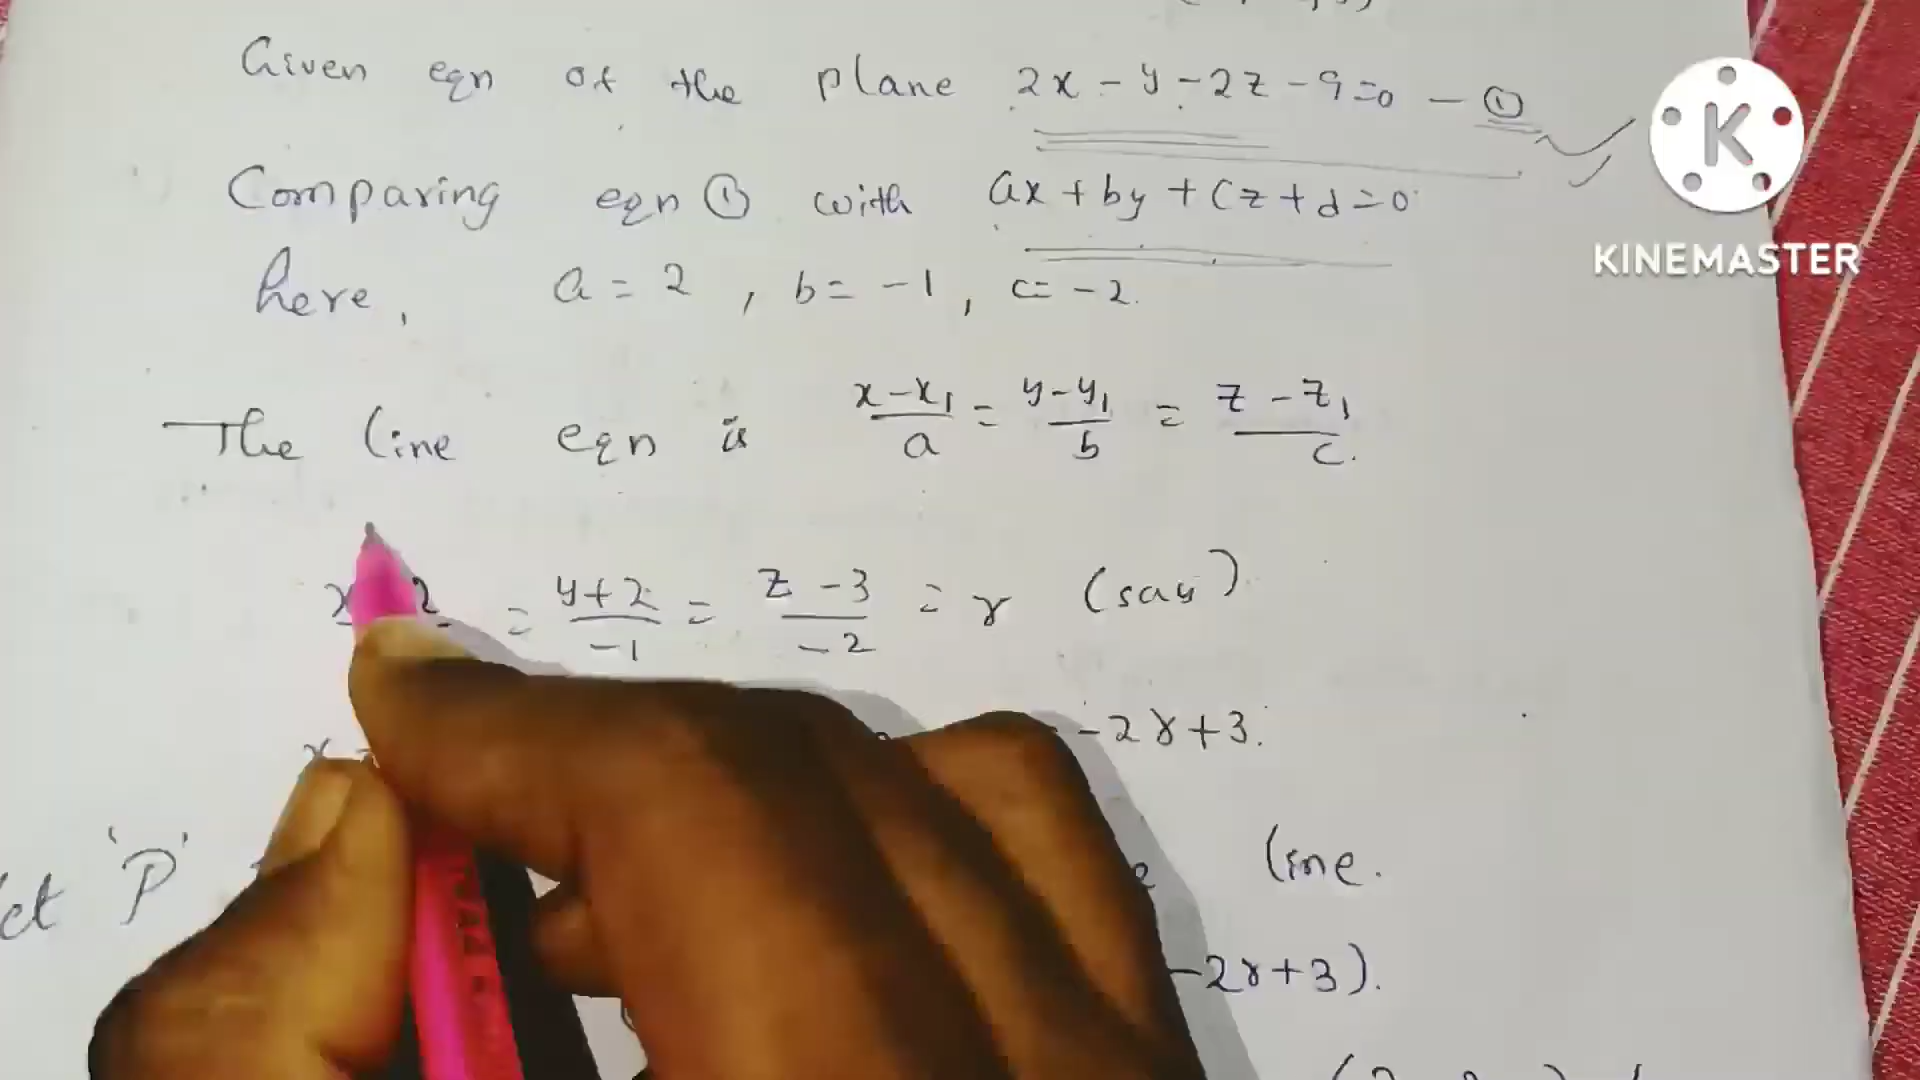 Given eqn of the plane 2x - y - 2z - 9 = 0 - ①
Comparing eqn ① with ax + by + cz + d = 0
K
KINEMASTER
here, a = 2, b = -1, c = -2.
The line eqn is x - x₁/a = y - y₁/b = z - z₁/c.
= y+2/-1 = z - 3/-2 = r (say)
-2r+3.
'P' line.
-2r+3).